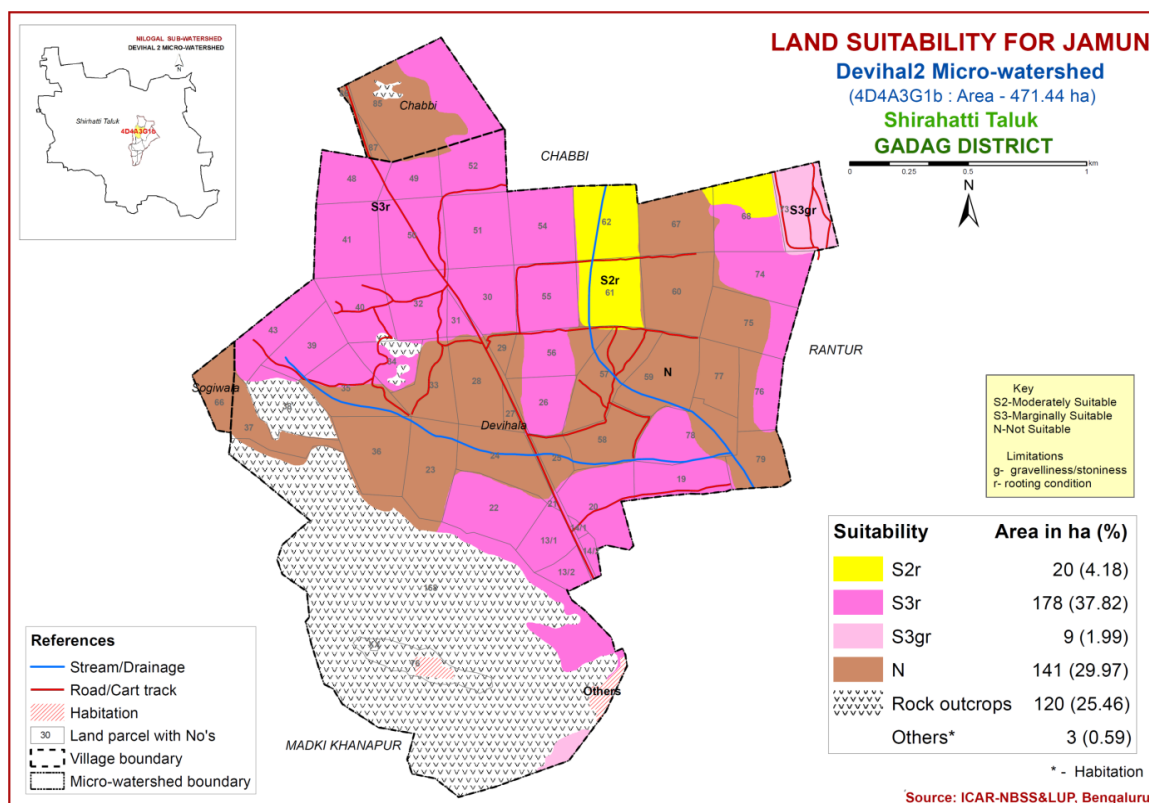 NILOGAL SUB-WATERSHED
DEVIHAL 2 MICRO-WATERSHED
N
Shirhatti Taluk
4D4A3G1b
LAND SUITABILITY FOR JAMUN
Devihal2 Micro-watershed
(4D4A3G1b : Area - 471.44 ha)
Shirahatti Taluk
GADAG DISTRICT
0 0.25 0.5 1
km
N
85
Chabbi
87
CHABBI
52
48
49
S3r
50
51
54
62
67
68
S3gr
41
74
S2r
61
60
55
30
32
40
31
75
43
39
29
56
RANTUR
34
33
28
57
59
N
77
76
Sogiwala
66
35
38
27
26
37
Devihala
58
78
36
23
24
25
79
19
22
21
20
14/1
13/1
13/2
168
76
Others
MADKI KHANAPUR
Key
S2-Moderately Suitable
S3-Marginally Suitable
N-Not Suitable
Limitations
g- gravelliness/stoniness
r- rooting condition
Suitability Area in ha (%)
S2r 20 (4.18)
S3r 178 (37.82)
S3gr 9 (1.99)
N 141 (29.97)
Rock outcrops 120 (25.46)
Others* 3 (0.59)
* - Habitation
References
Stream/Drainage
Road/Cart track
Habitation
30 Land parcel with No's
Village boundary
Micro-watershed boundary
Source: ICAR-NBSS&LUP, Bengaluru